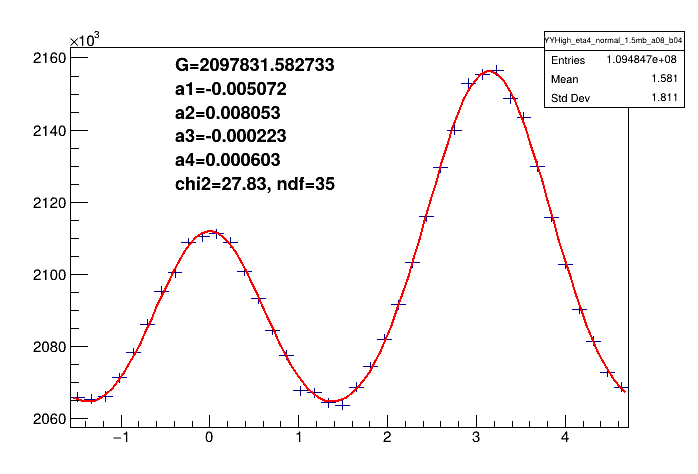 ×10³
YYHigh_eta4_normal_1.5mb_a08_b04
Entries 1.094847e+08
Mean 1.581
Std Dev 1.811
G=2097831.582733
a1=-0.005072
a2=0.008053
a3=-0.000223
a4=0.000603
chi2=27.83, ndf=35
2160
2140
2120
2100
2080
2060
−1 0 1 2 3 4